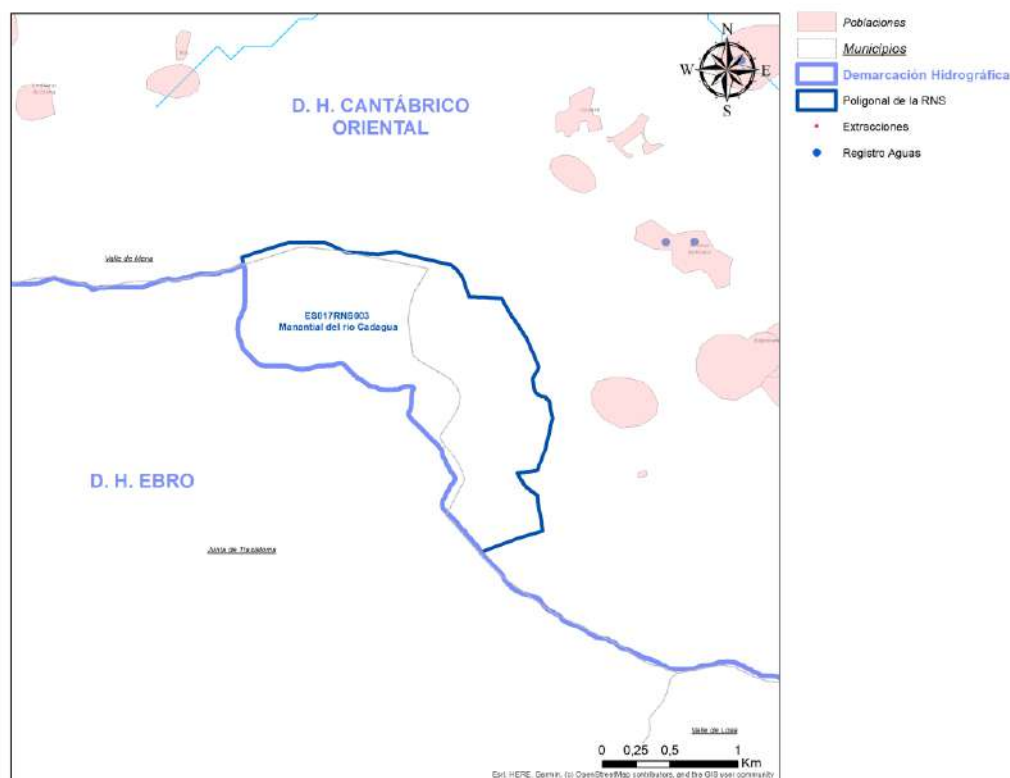 Poblaciones
Municipios
Demarcación Hidrográfica
Poligonal de la RNS
Extracciones
Registro Aguas
N
W
E
S
D. H. CANTÁBRICO
ORIENTAL
Valle de Mena
ES017RNS003
Manantial del río Cadagua
D. H. EBRO
Junta de Traslaloma
Valle de Losa
0 0,25 0,5 1
Km
Esri, HERE, Garmin, (c) OpenStreetMap contributors, and the GIS user community